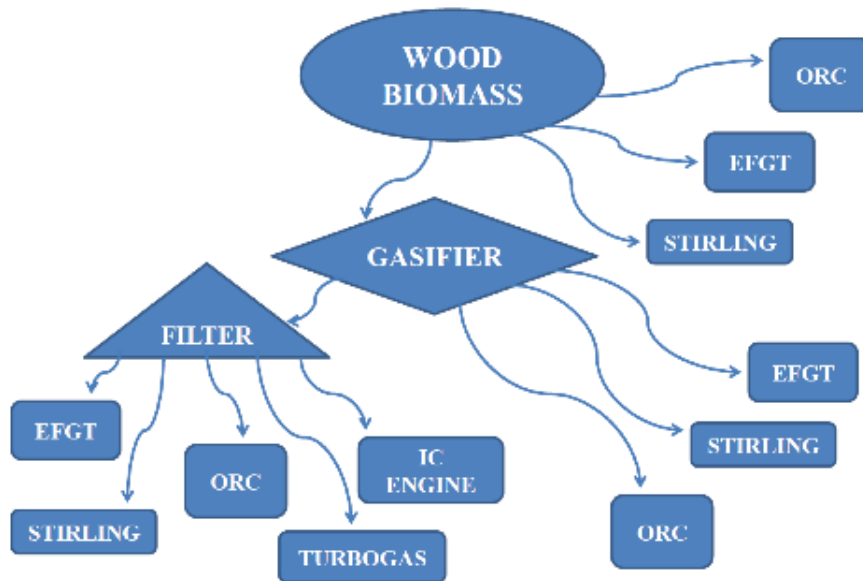 WOOD
BIOMASS
ORC
EFGT
STIRLING
GASIFIER
FILTER
EFGT
STIRLING
ORC
EFGT
STIRLING
ORC
TURBOGAS
IC
ENGINE